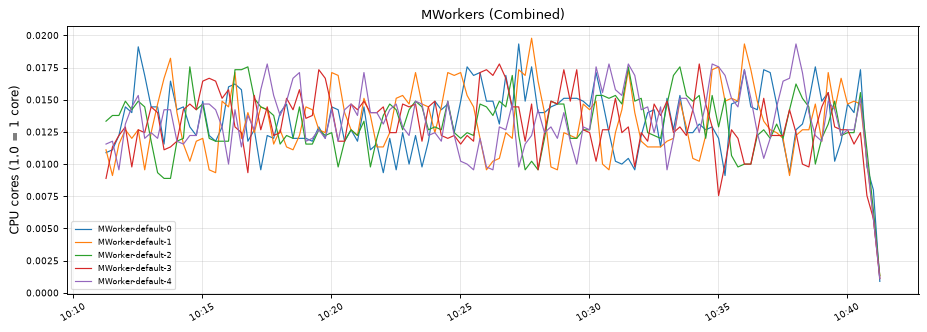 MWorkers (Combined)
CPU cores (1.0 = 1 core)
0.0200
0.0175
0.0150
0.0125
0.0100
0.0075
0.0050
0.0025
0.0000
MWorker-default-0
MWorker-default-1
MWorker-default-2
MWorker-default-3
MWorker-default-4
10:10
10:15
10:20
10:25
10:30
10:35
10:40